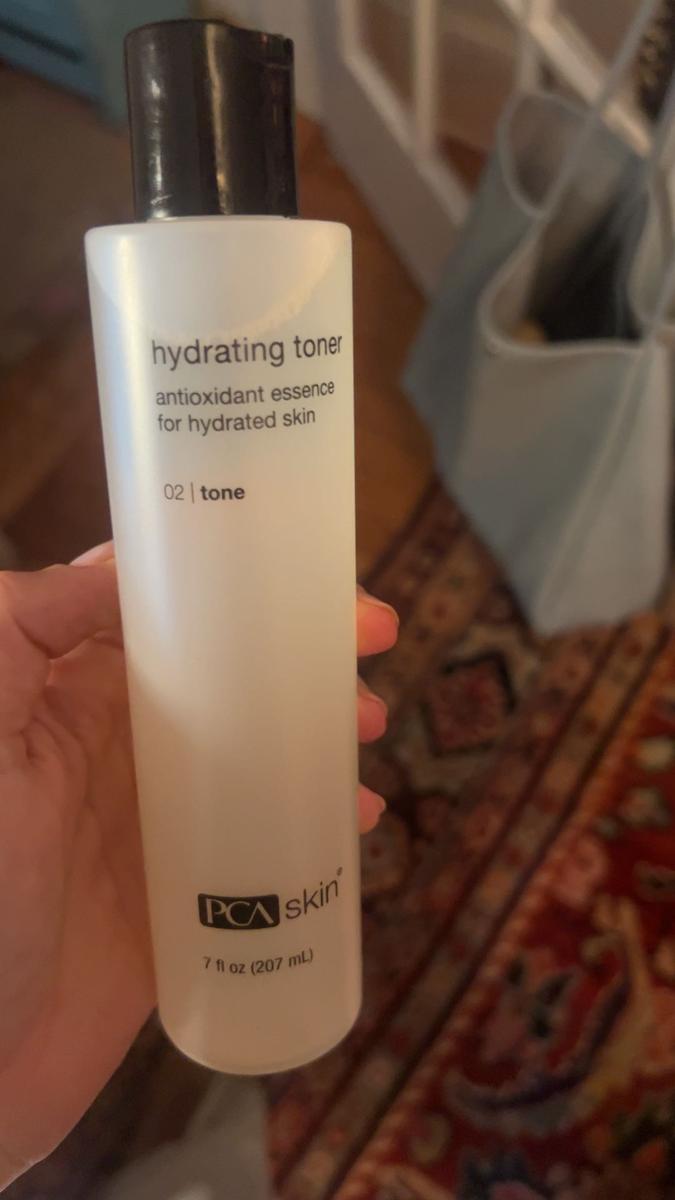 hydrating toner
antioxidant essence
for hydrated skin
02 | tone
PCA skin®
7 fl oz (207 mL)